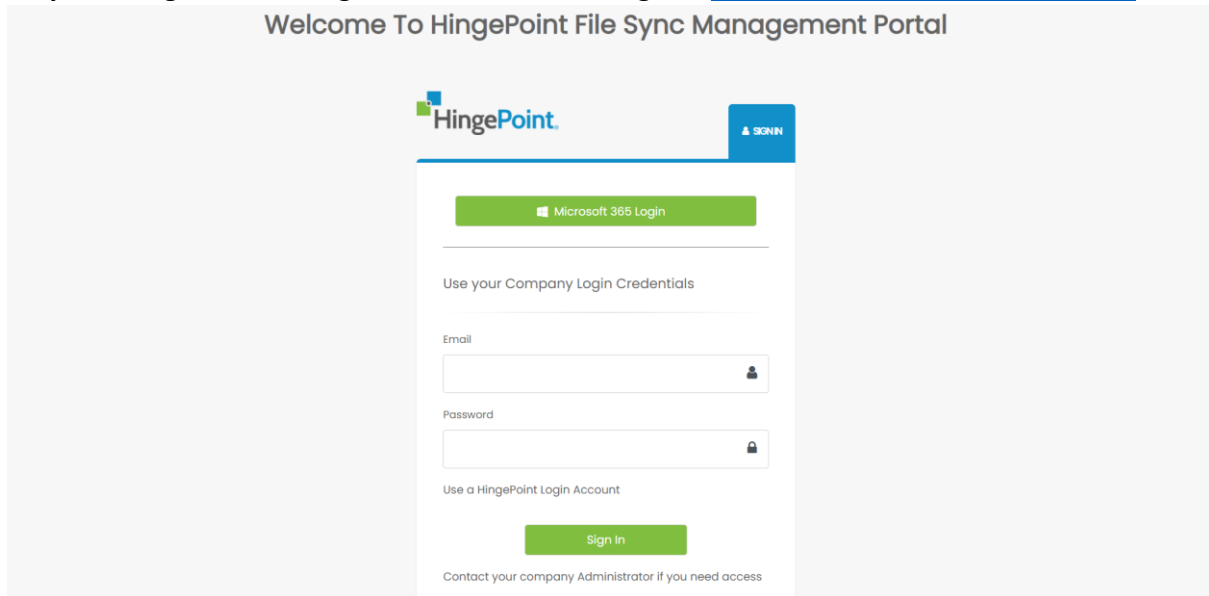 Welcome To HingePoint File Sync Management Portal
HingePoint.
SIGN IN
Microsoft 365 Login
Use your Company Login Credentials
Email
Password
Use a HingePoint Login Account
Sign In
Contact your company Administrator if you need access